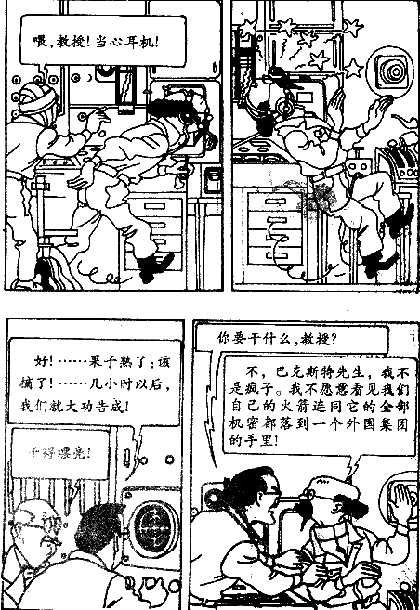 喂,教授!当心耳机!
好!……果子熟了;该
摘了!……几小时以后,
我们就大功告成!
干得漂亮!
你要干什么,教授?
不,巴克斯特先生,我不
是疯子。我不愿意看见我们
自己的火箭连同它的全部
机密都落到一个外国集团
的手里!